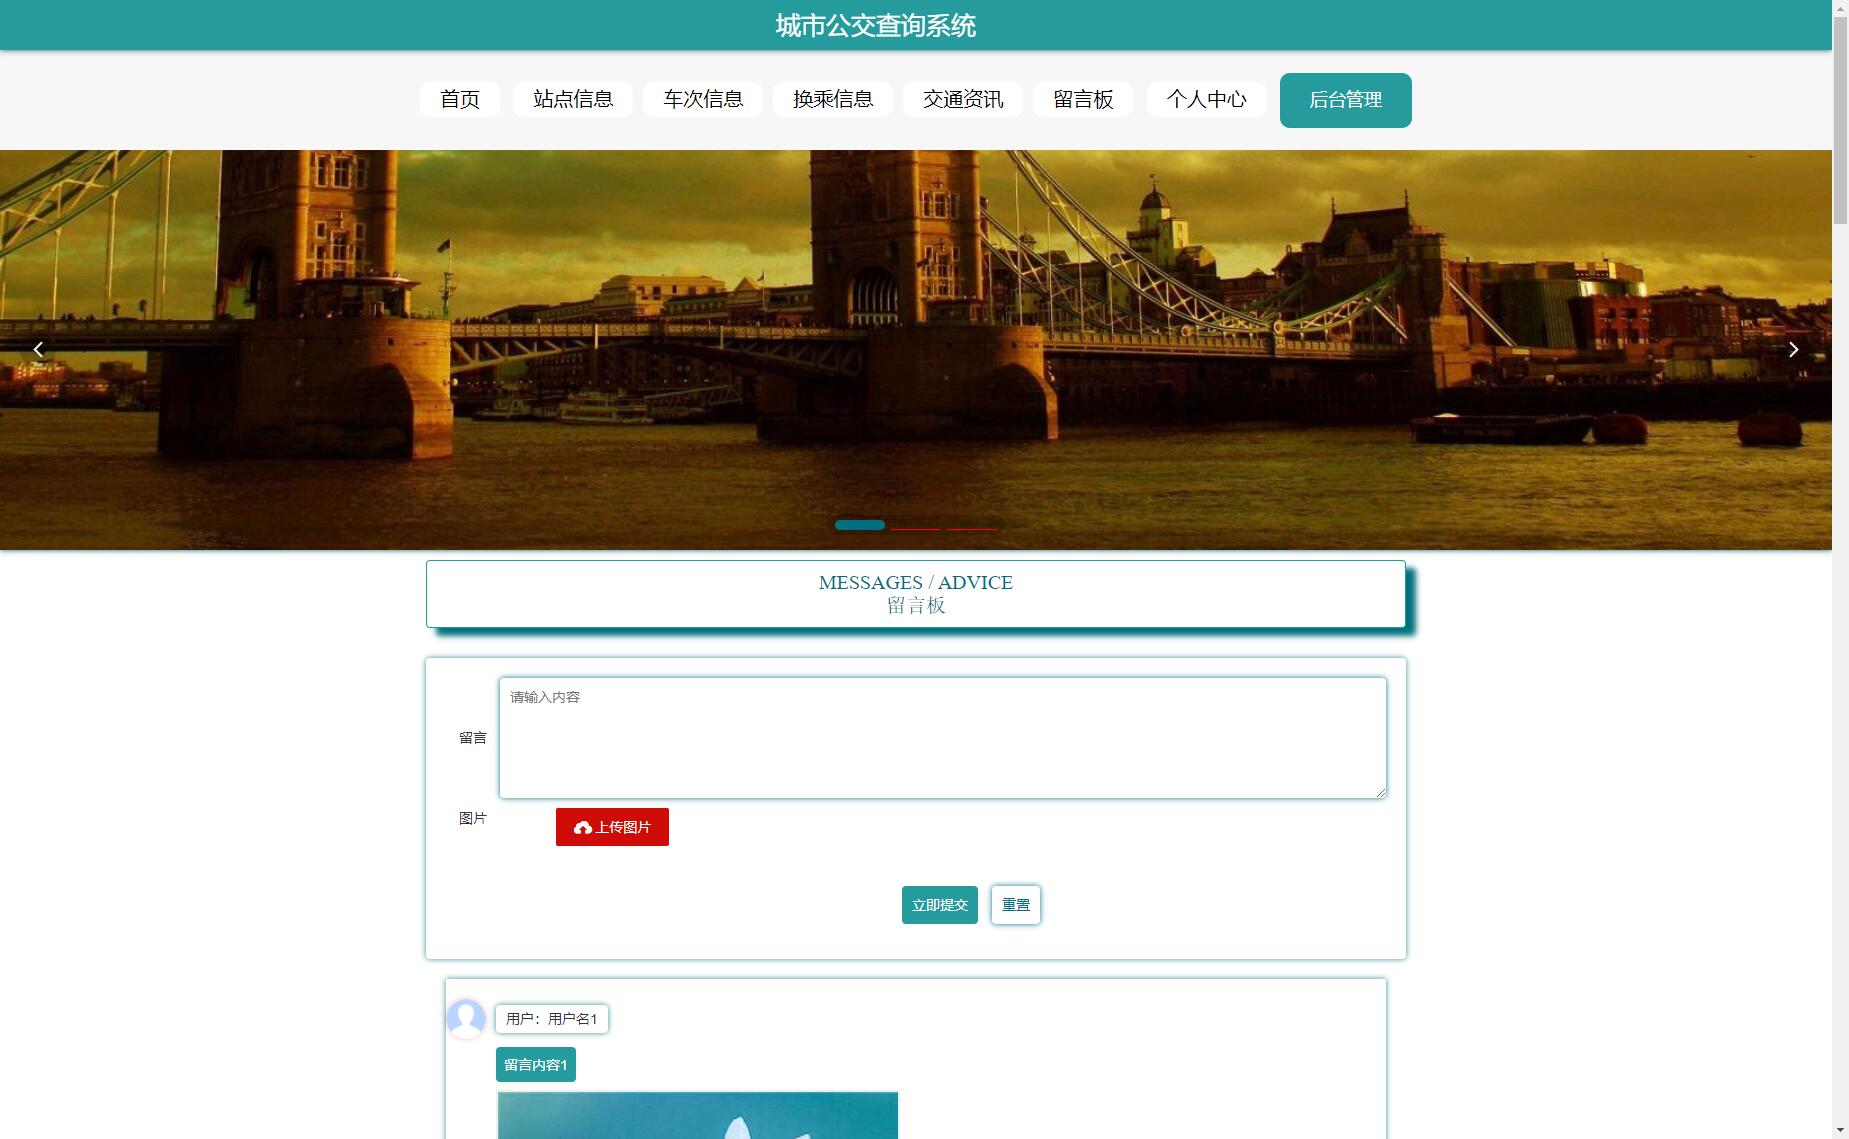 城市公交查询系统
首页 站点信息 车次信息 换乘信息 交通资讯 留言板 个人中心 后台管理
MESSAGES / ADVICE
留言板
请输入内容
留言
图片
上传图片
立即提交 重置
用户：用户名1
留言内容1